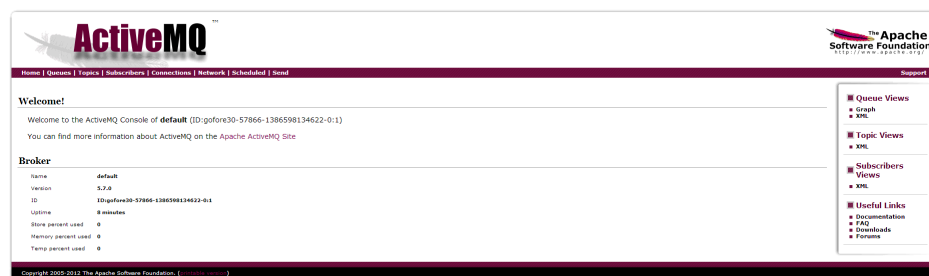 ActiveMQ ™
The Apache
Software Foundation
http://www.apache.org/
Home | Queues | Topics | Subscribers | Connections | Network | Scheduled | Send
Support
Welcome!
Welcome to the ActiveMQ Console of default (ID:gofore30-57866-1386598134622-0:1)
You can find more information about ActiveMQ on the Apache ActiveMQ Site
Broker
Name default
Version 5.7.0
ID ID:gofore30-57866-1386598134622-0:1
Uptime 8 minutes
Store percent used 0
Memory percent used 0
Temp percent used 0
Queue Views
Graph
XML
Topic Views
XML
Subscribers
Views
XML
Useful Links
Documentation
FAQ
Downloads
Forums
Copyright 2005-2012 The Apache Software Foundation. (printable version)